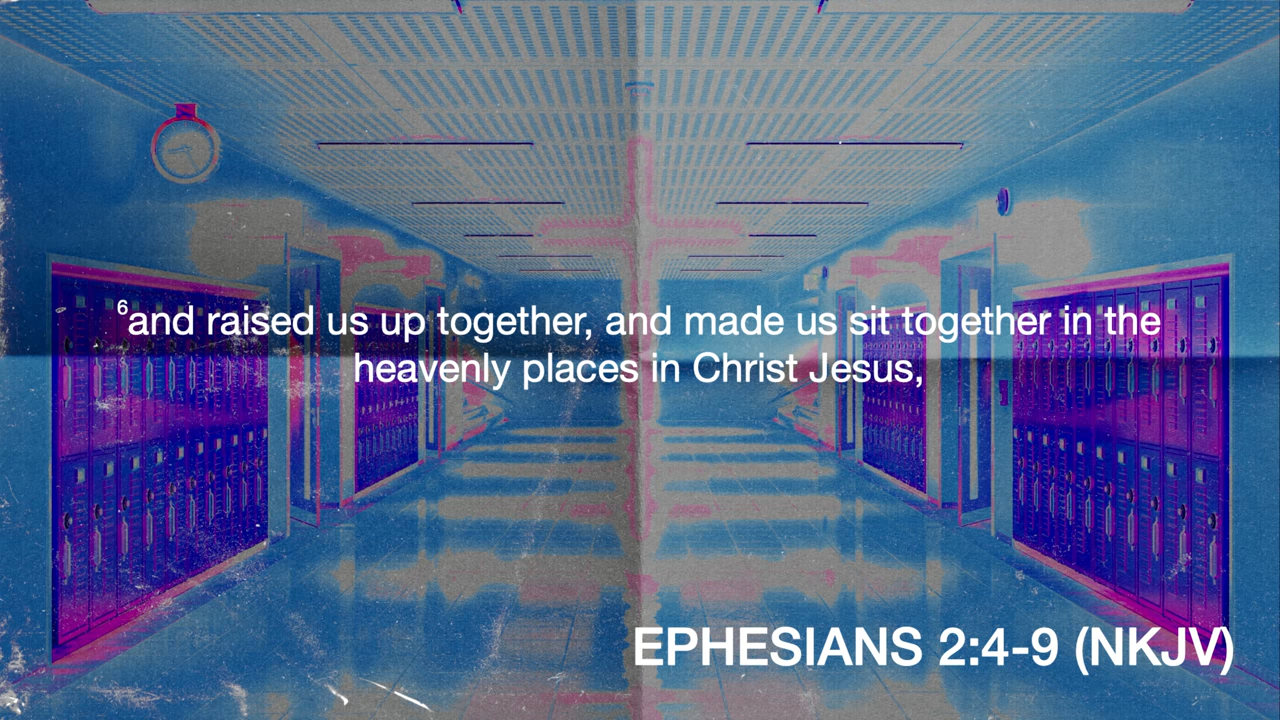 ⁶and raised us up together, and made us sit together in the
heavenly places in Christ Jesus,
EPHESIANS 2:4-9 (NKJV)